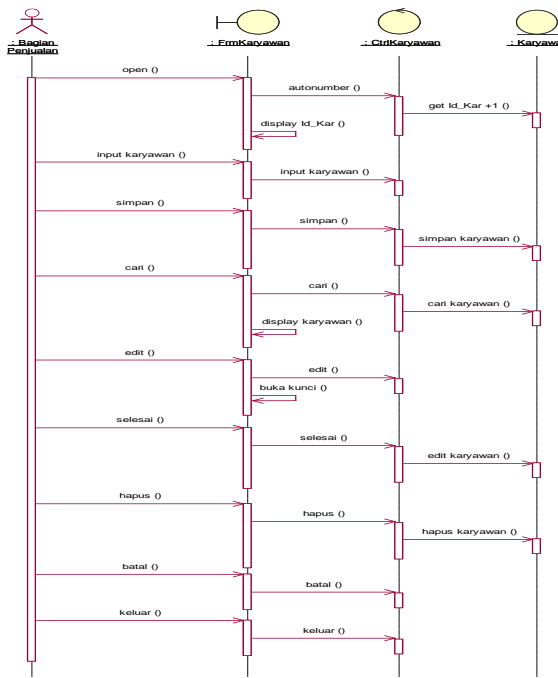 : Bagian
Penjualan
: FrmKaryawan
: CtrlKaryawan
open ()
autonumber ()
get Id_Kar +1 ()
display Id_Kar ()
input karyawan ()
input karyawan ()
simpan ()
simpan ()
simpan karyawan ()
cari ()
cari ()
cari karyawan ()
display karyawan ()
edit ()
edit ()
buka kunci ()
selesai ()
selesai ()
edit karyawan ()
hapus ()
hapus ()
hapus karyawan ()
batal ()
batal ()
keluar ()
keluar ()